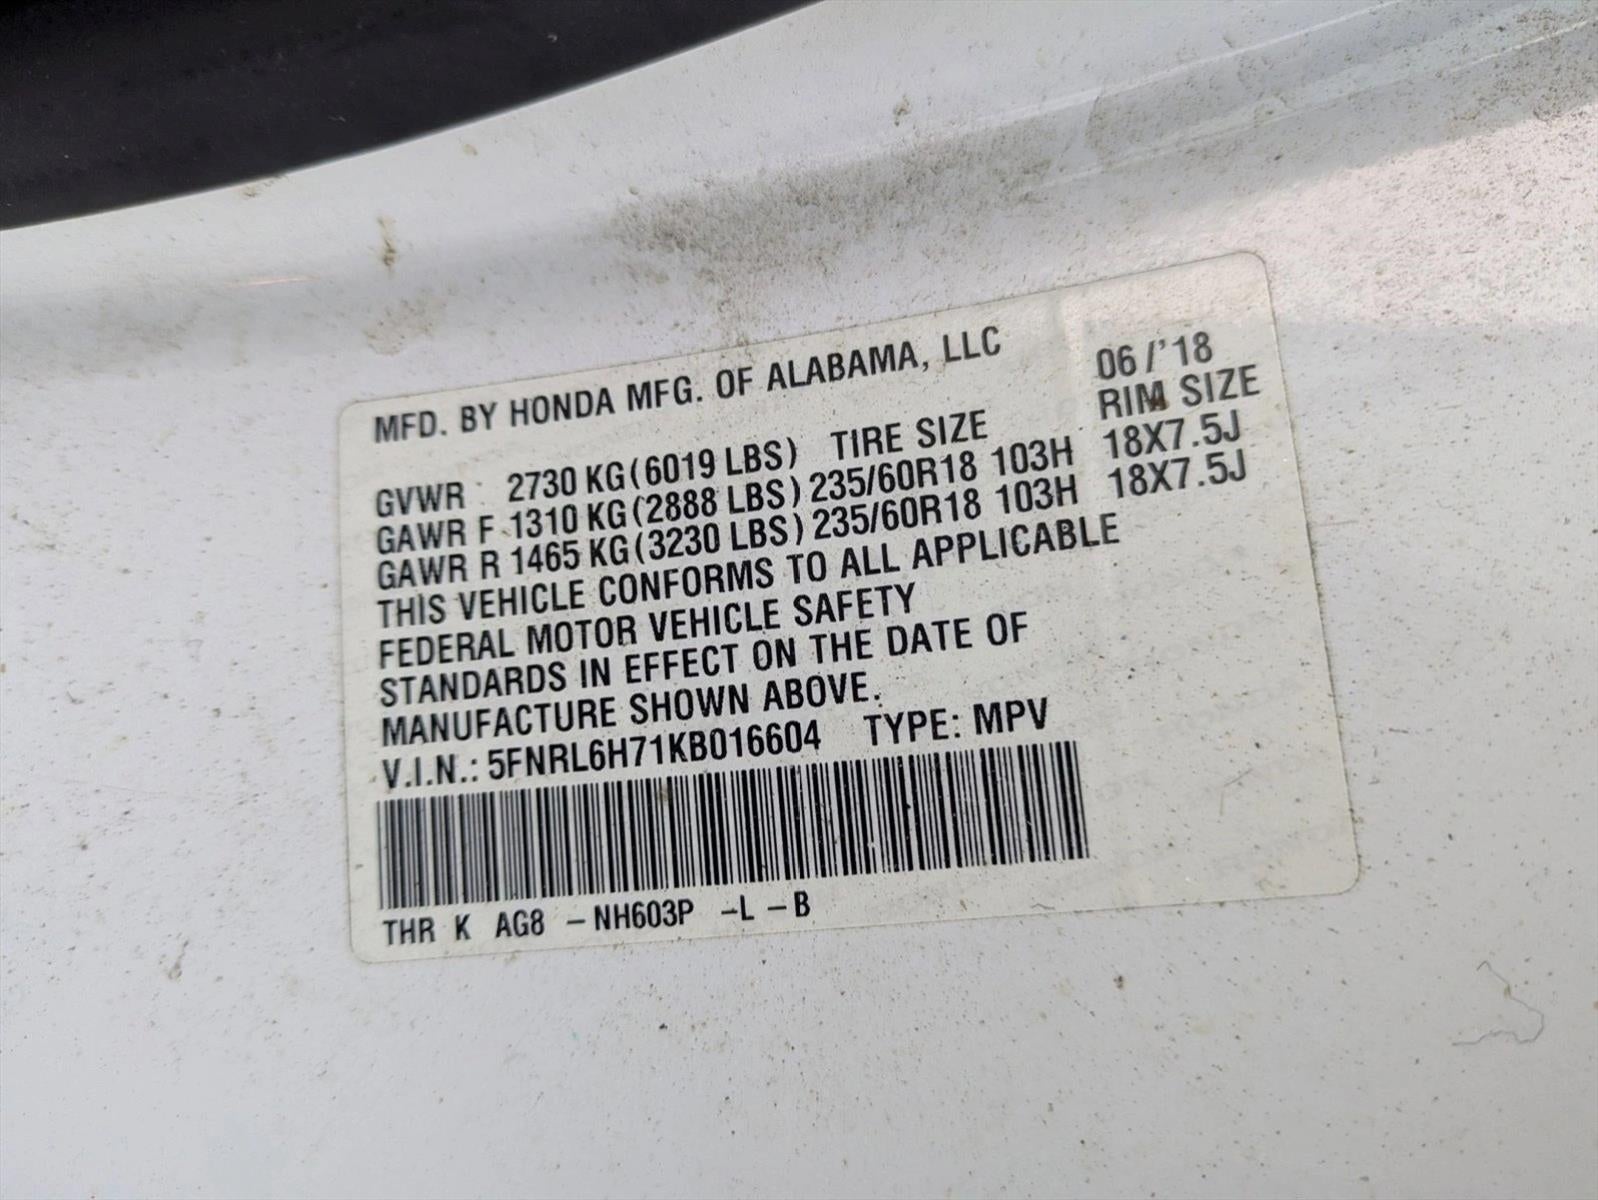 MFD. BY HONDA MFG. OF ALABAMA, LLC 06/'18
RIM SIZE
GVWR 2730 KG(6019 LBS) TIRE SIZE
GAWR F 1310 KG(2888 LBS) 235/60R18 103H 18X7.5J
GAWR R 1465 KG(3230 LBS) 235/60R18 103H 18X7.5J
THIS VEHICLE CONFORMS TO ALL APPLICABLE
FEDERAL MOTOR VEHICLE SAFETY
STANDARDS IN EFFECT ON THE DATE OF
MANUFACTURE SHOWN ABOVE.
V.I.N.: 5FNRL6H71KB016604 TYPE: MPV
THR K AG8 -NH603P -L -B